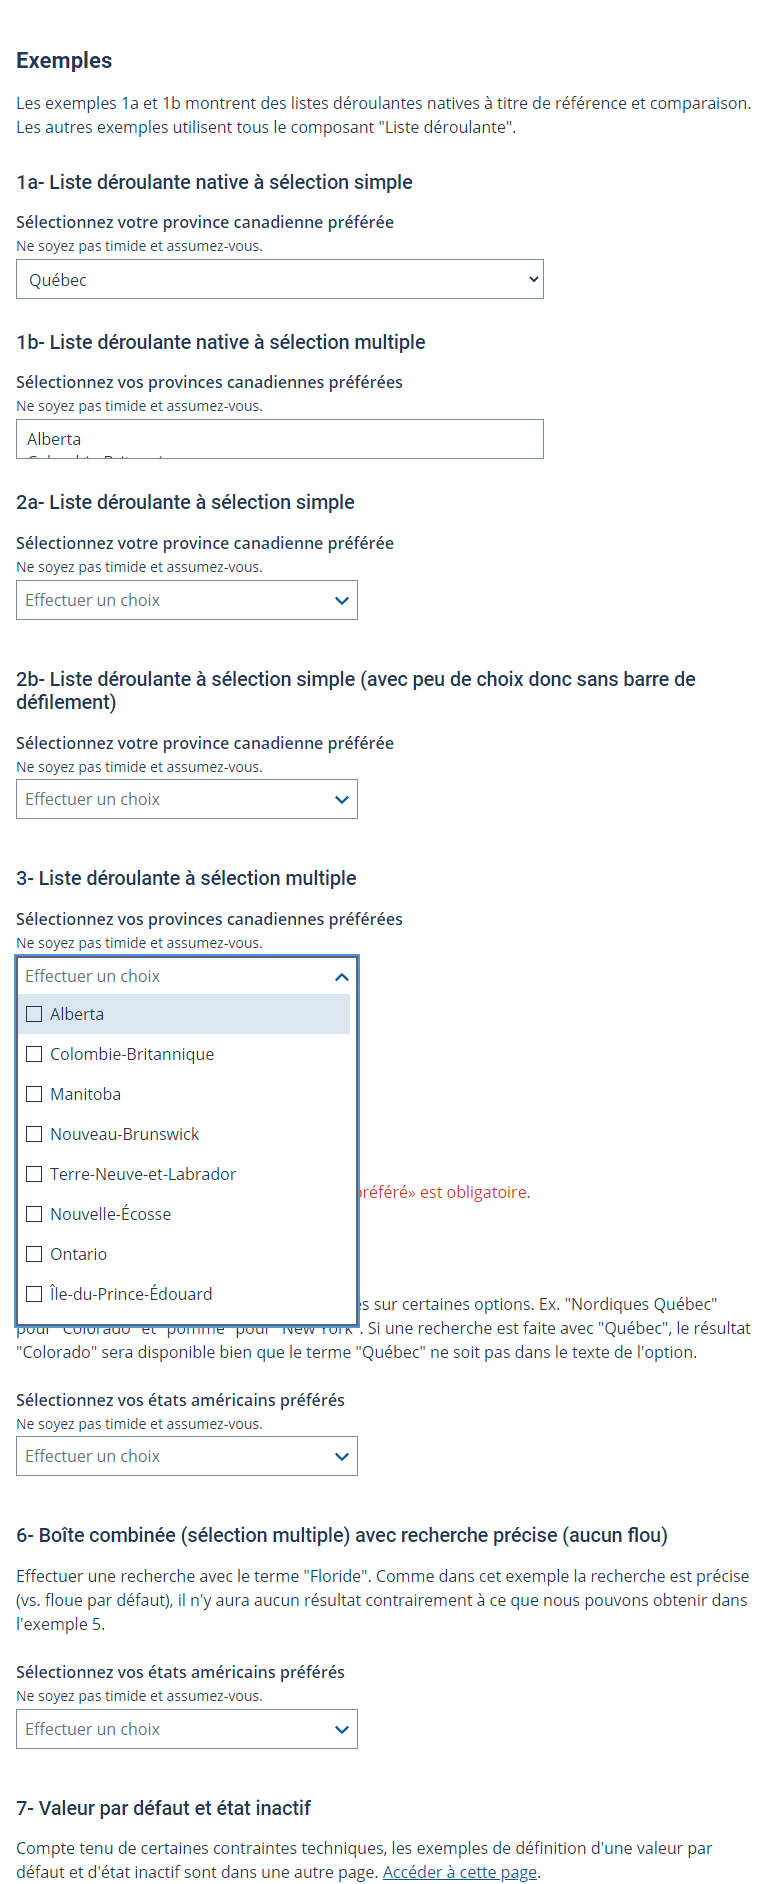 Exemples
Les exemples 1a et 1b montrent des listes déroulantes natives à titre de référence et comparaison.
Les autres exemples utilisent tous le composant "Liste déroulante".
1a- Liste déroulante native à sélection simple
Sélectionnez votre province canadienne préférée
Ne soyez pas timide et assumez-vous.
Québec
1b- Liste déroulante native à sélection multiple
Sélectionnez vos provinces canadiennes préférées
Ne soyez pas timide et assumez-vous.
Alberta
2a- Liste déroulante à sélection simple
Sélectionnez votre province canadienne préférée
Ne soyez pas timide et assumez-vous.
Effectuer un choix
2b- Liste déroulante à sélection simple (avec peu de choix donc sans barre de
défilement)
Sélectionnez votre province canadienne préférée
Ne soyez pas timide et assumez-vous.
Effectuer un choix
3- Liste déroulante à sélection multiple
Sélectionnez vos provinces canadiennes préférées
Ne soyez pas timide et assumez-vous.
Effectuer un choix
Alberta
Colombie-Britannique
Manitoba
Nouveau-Brunswick
Terre-Neuve-et-Labrador
préféré» est obligatoire.
Nouvelle-Écosse
Ontario
Île-du-Prince-Édouard
sur certaines options. Ex. "Nordiques Québec"
pour "Colorado" et "pomme" pour "New York". Si une recherche est faite avec "Québec", le résultat
"Colorado" sera disponible bien que le terme "Québec" ne soit pas dans le texte de l'option.
Sélectionnez vos états américains préférés
Ne soyez pas timide et assumez-vous.
Effectuer un choix
6- Boîte combinée (sélection multiple) avec recherche précise (aucun flou)
Effectuer une recherche avec le terme "Floride". Comme dans cet exemple la recherche est précise
(vs. floue par défaut), il n'y aura aucun résultat contrairement à ce que nous pouvons obtenir dans
l'exemple 5.
Sélectionnez vos états américains préférés
Ne soyez pas timide et assumez-vous.
Effectuer un choix
7- Valeur par défaut et état inactif
Compte tenu de certaines contraintes techniques, les exemples de définition d'une valeur par
défaut et d'état inactif sont dans une autre page. Accéder à cette page.